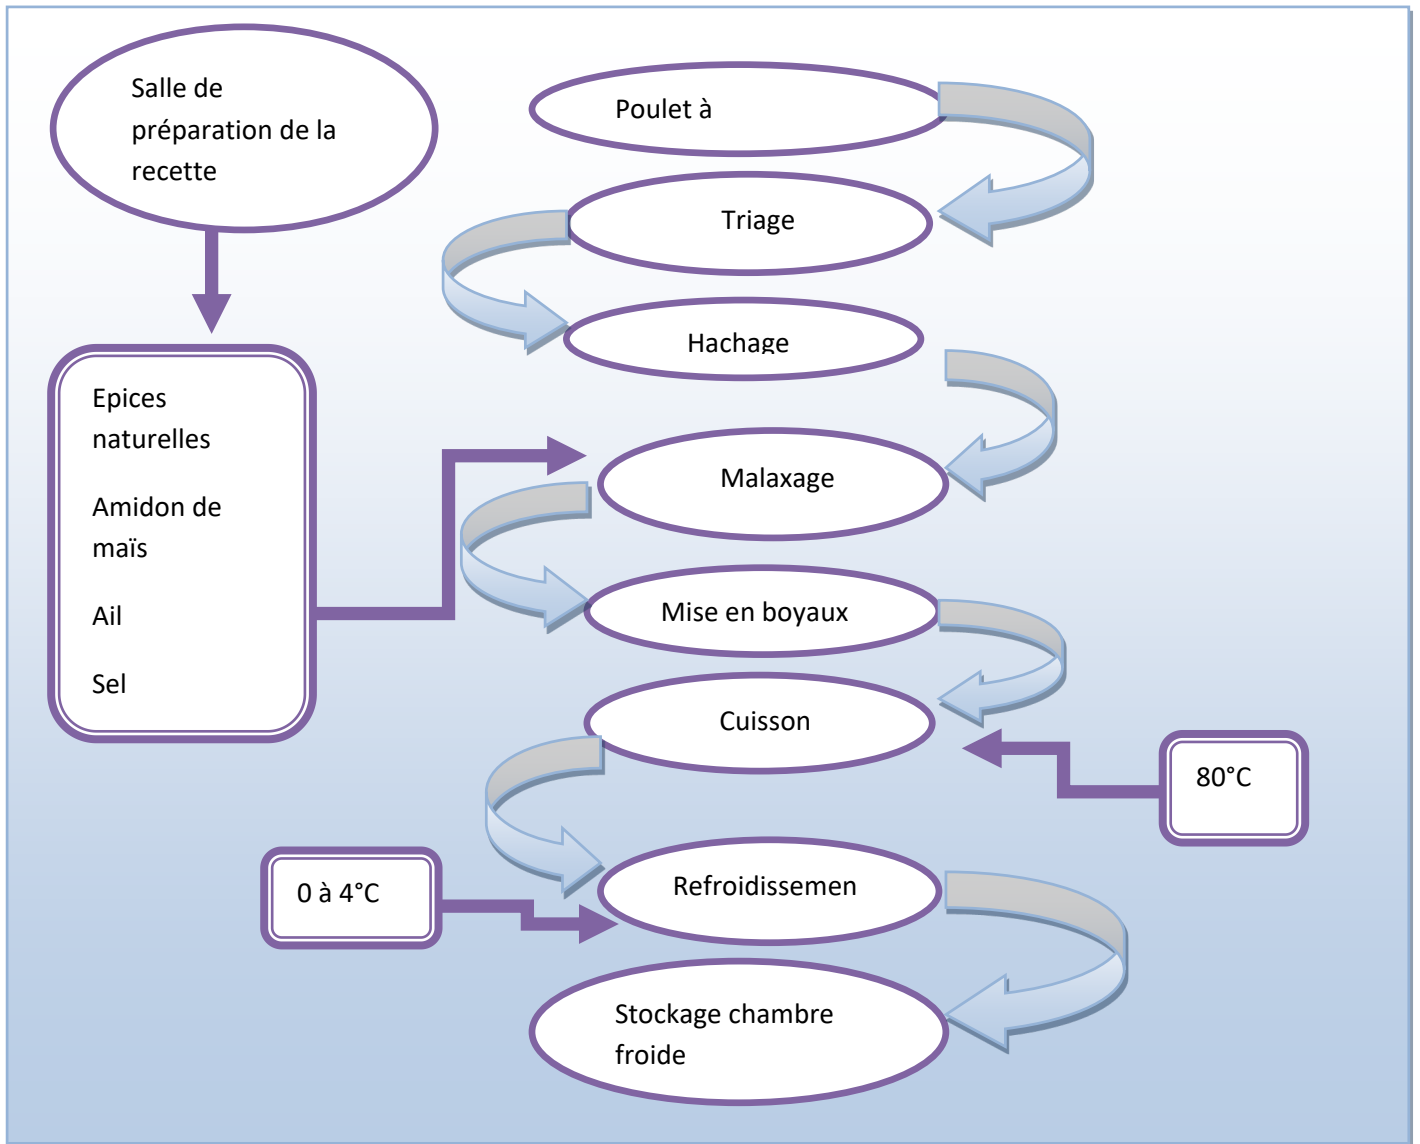 Salle de
préparation de la
recette
Poulet à
Triage
Hachage
Epices
naturelles
Amidon de
maïs
Ail
Sel
Malaxage
Mise en boyaux
Cuisson
80°C
0 à 4°C
Refroidissemen
Stockage chambre
froide